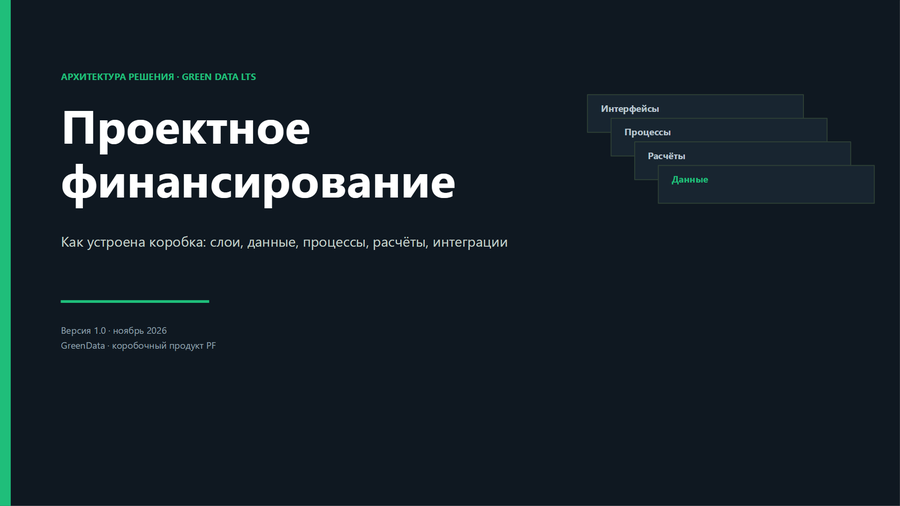 АРХИТЕКТУРА РЕШЕНИЯ · GREEN DATA LTS
Проектное
финансирование
Как устроена коробка: слои, данные, процессы, расчёты, интеграции
Версия 1.0 · ноябрь 2026
GreenData · коробочный продукт PF
Интерфейсы
Процессы
Расчёты
Данные